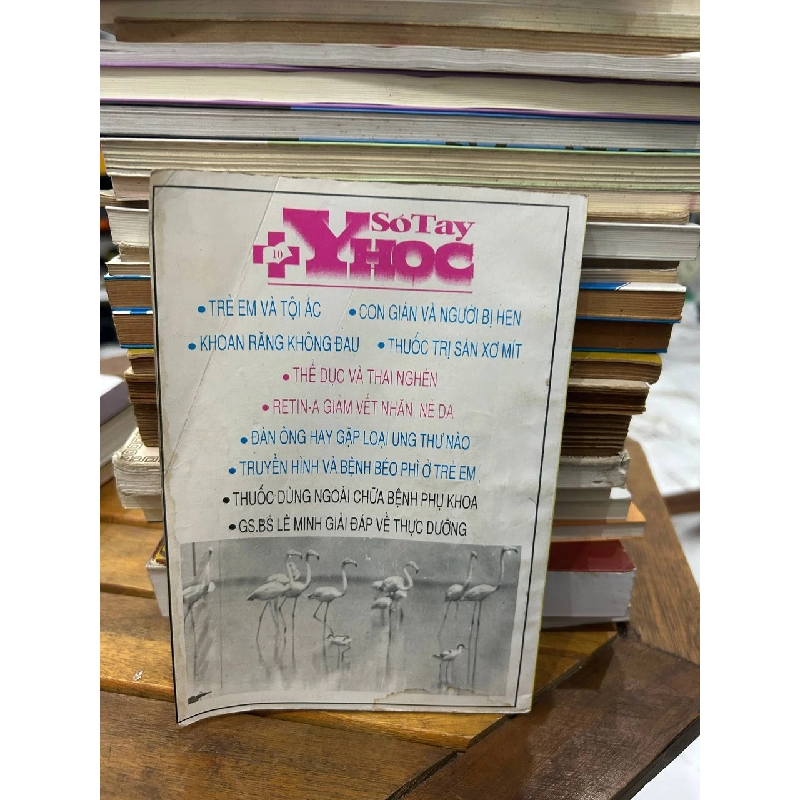 Sổ Tay
10 Y HỌC
• TRẺ EM VÀ TỘI ÁC • CON GIÁN VÀ NGƯỜI BỊ HEN
• KHOAN RĂNG KHÔNG ĐAU • THUỐC TRỊ SÁN XƠ MÍT
• THỂ DỤC VÀ THAI NGHÉN
• RETIN-A GIẢM VẾT NHĂN, NẺ DA
• ĐÀN ÔNG HAY GẶP LOẠI UNG THƯ NÀO
• TRUYỀN HÌNH VÀ BỆNH BÉO PHÌ Ở TRẺ EM
• THUỐC DÙNG NGOÀI CHỮA BỆNH PHỤ KHOA
• GS.BS LÊ MINH GIẢI ĐÁP VỀ THỰC DƯỠNG